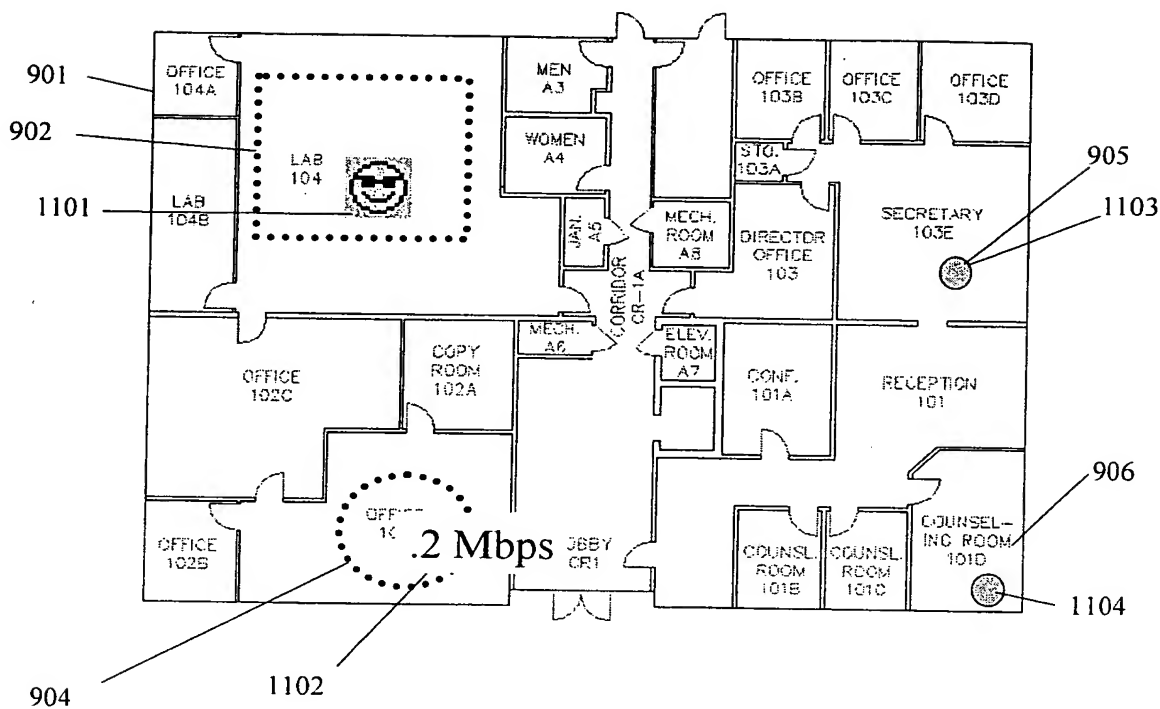 901
OFFICE
104A
902
LAB
104
1101
LAB
104B
MEN
A3
WOMEN
A4
JAN.
A5
MECH.
ROOM
A8
CORRIDOR
CR-1A
OFFICE
103B
OFFICE
103C
OFFICE
103D
STO.
103A
DIRECTOR
OFFICE
103
SECRETARY
103E
905
1103
MECH.
A6
ELEV.
ROOM
A7
COPY
ROOM
102A
OFFICE
102C
CONF.
101A
RECEPTION
101
906
OFFICE
102B
.2 Mbps
CR1
COUNSL.
ROOM
101B
COUNSL.
ROOM
101C
COUNSEL-
ING ROOM
101D
1104
904
1102